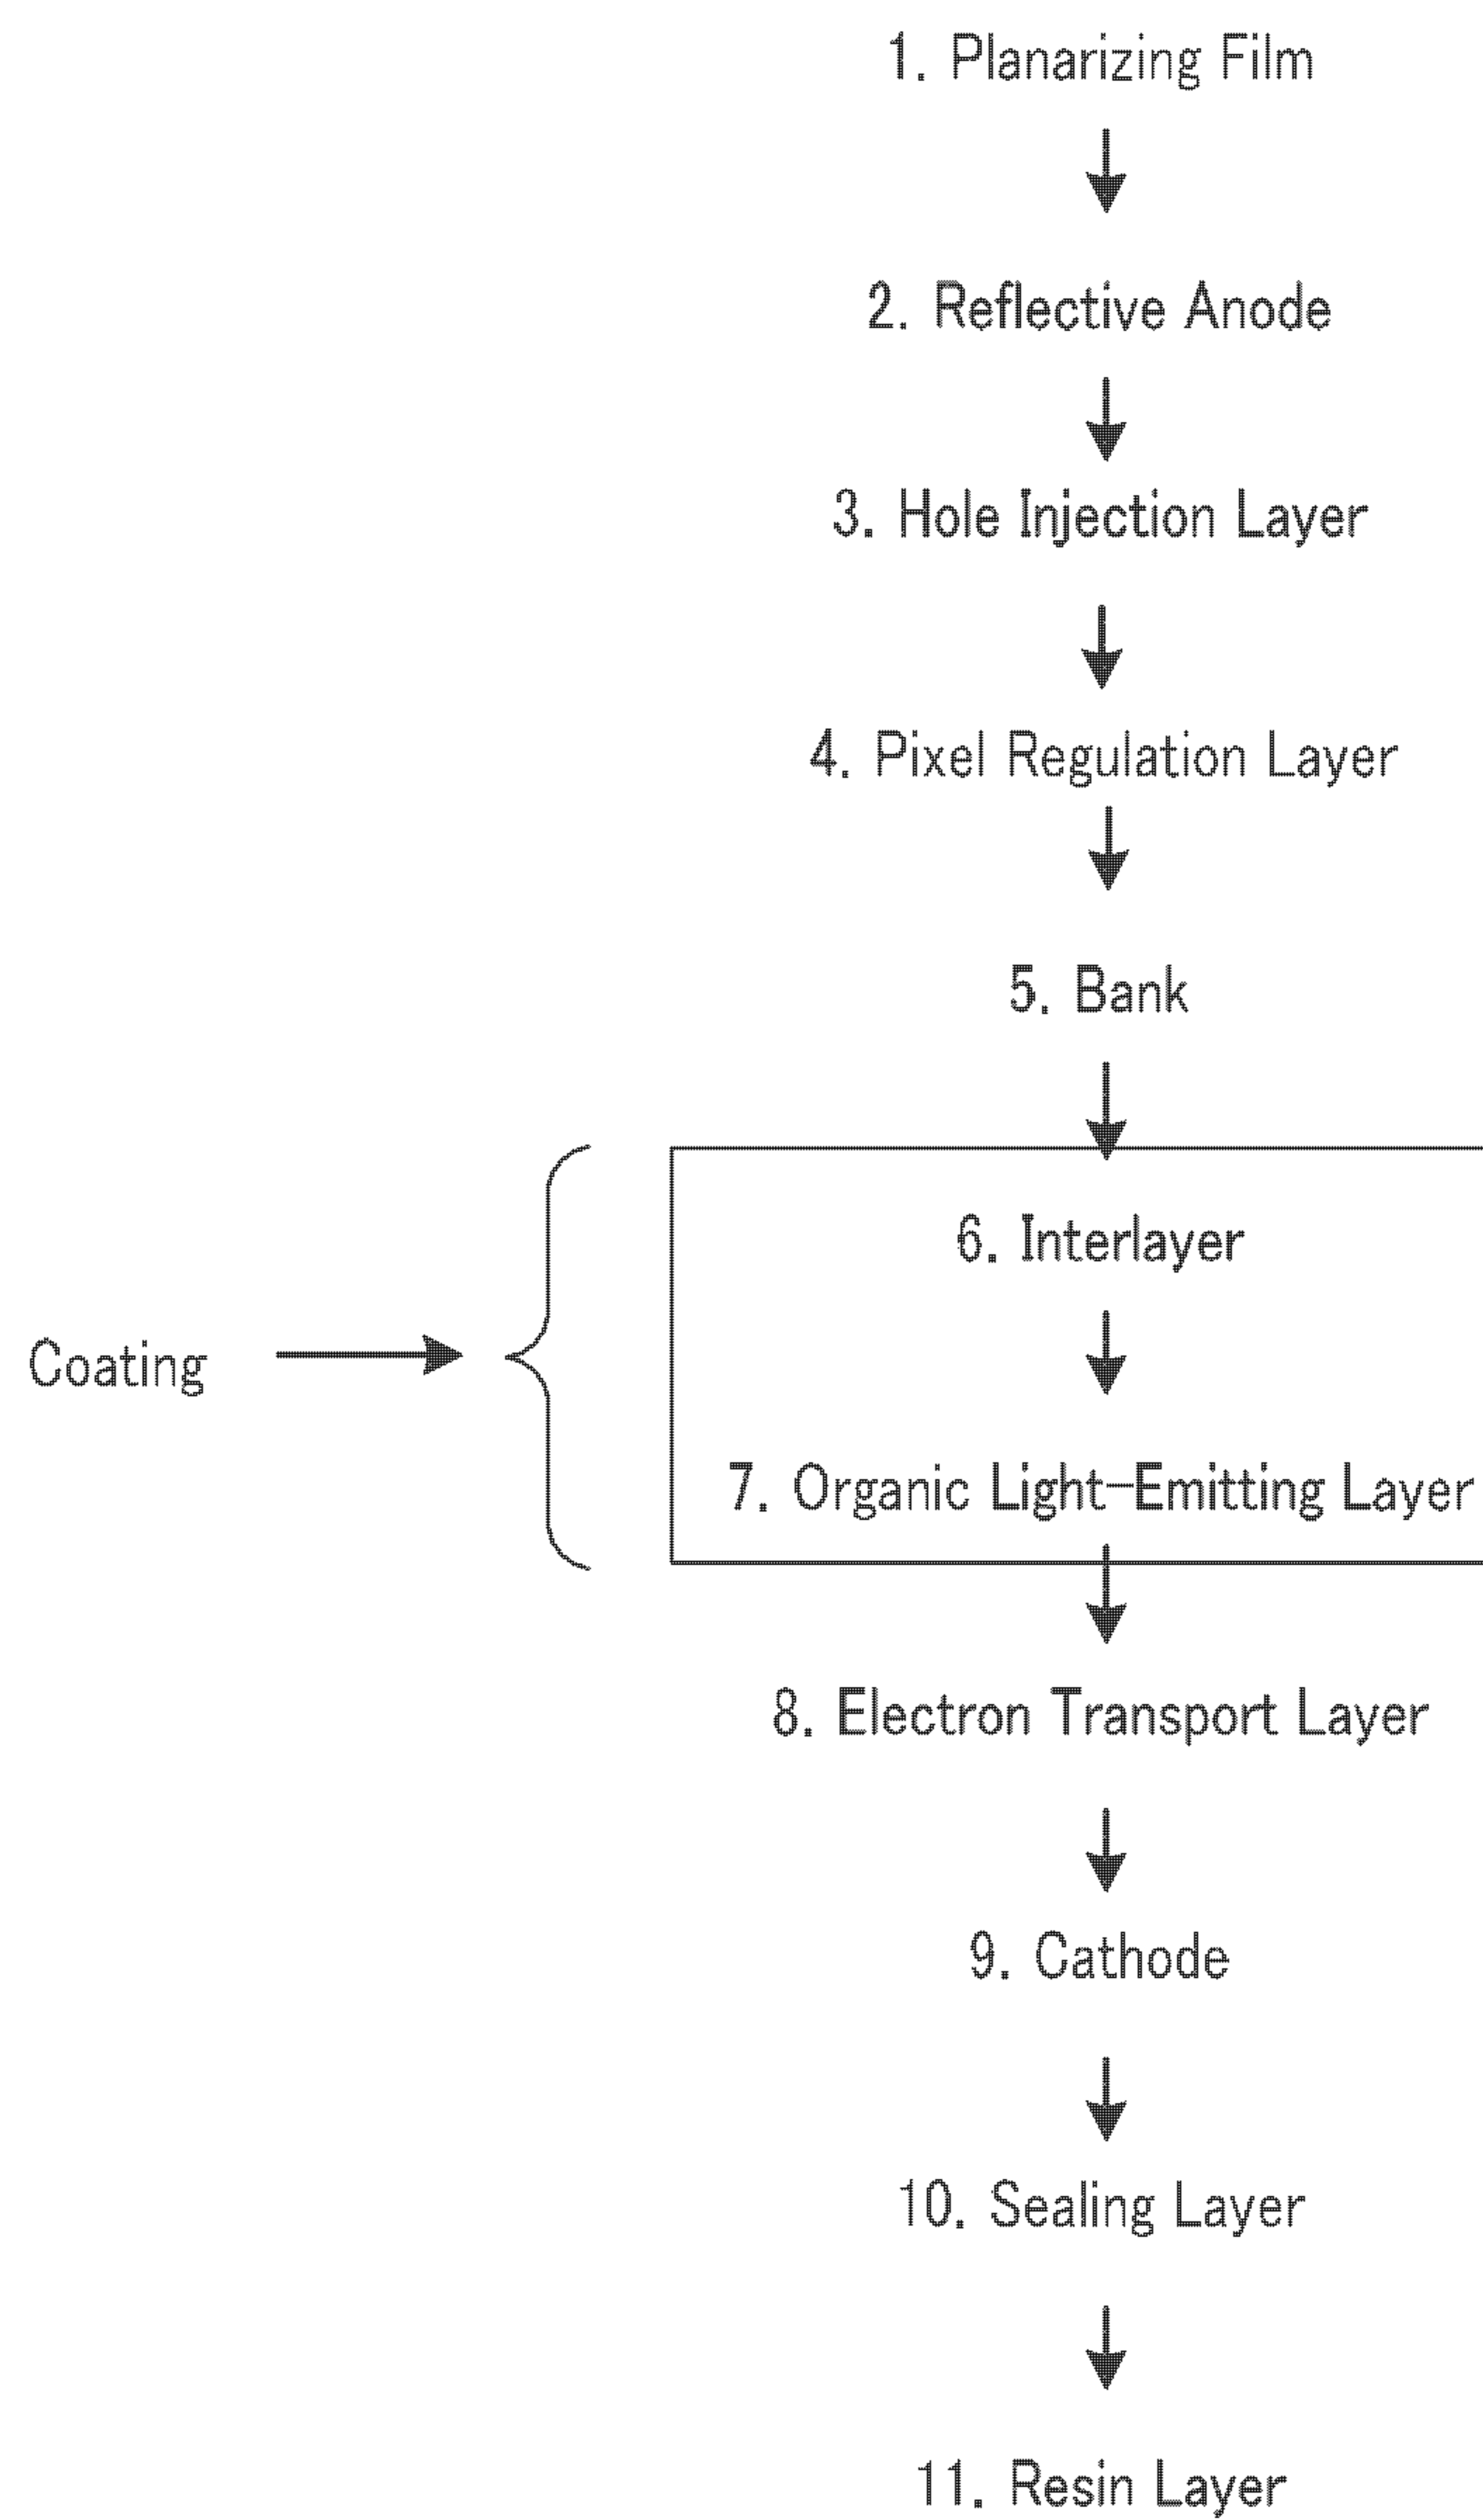 1. Planarizing Film
2. Reflective Anode
3. Hole Injection Layer
4. Pixel Regulation Layer
5. Bank
6. Interlayer
Coating
7. Organic Light-Emitting Layer
8. Electron Transport Layer
9. Cathode
10. Sealing Layer
11. Resin Layer